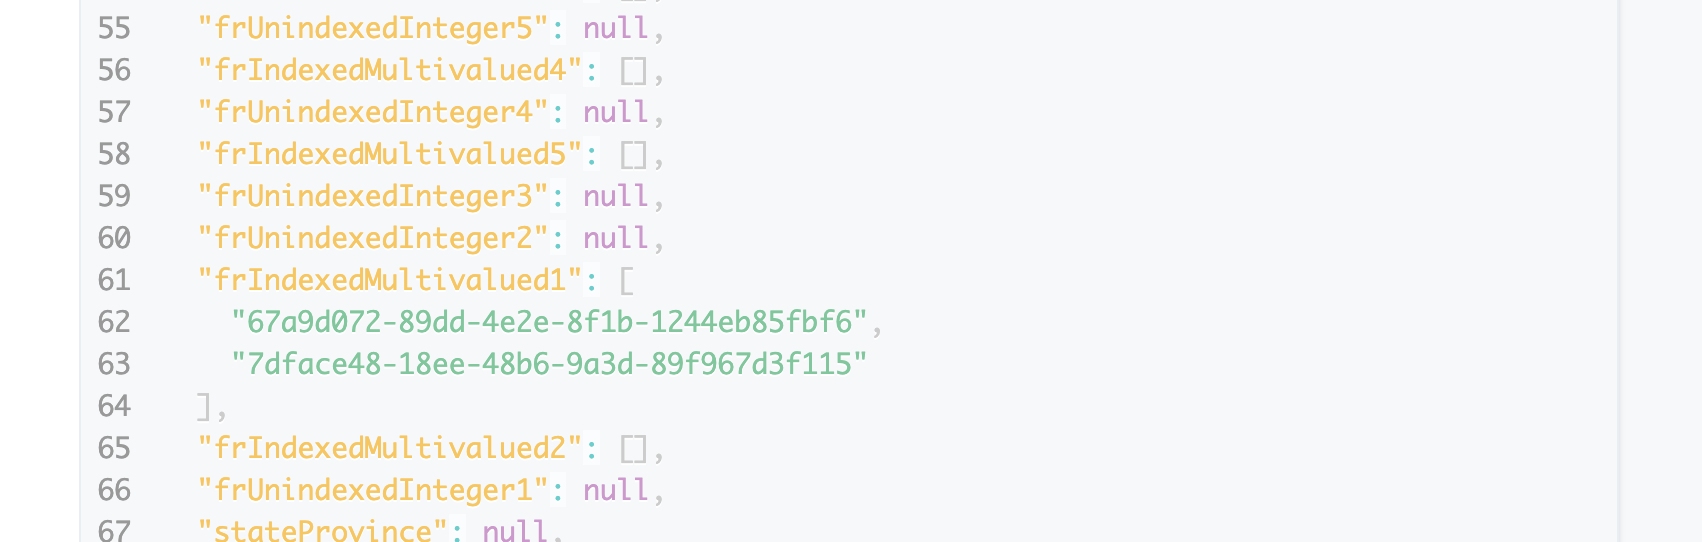 55 "frUnindexedInteger5": null,
56 "frIndexedMultivalued4": [],
57 "frUnindexedInteger4": null,
58 "frIndexedMultivalued5": [],
59 "frUnindexedInteger3": null,
60 "frUnindexedInteger2": null,
61 "frIndexedMultivalued1": [
62 "67a9d072-89dd-4e2e-8f1b-1244eb85fbf6",
63 "7dface48-18ee-48b6-9a3d-89f967d3f115"
64 ],
65 "frIndexedMultivalued2": [],
66 "frUnindexedInteger1": null,
67 "stateProvince": null,